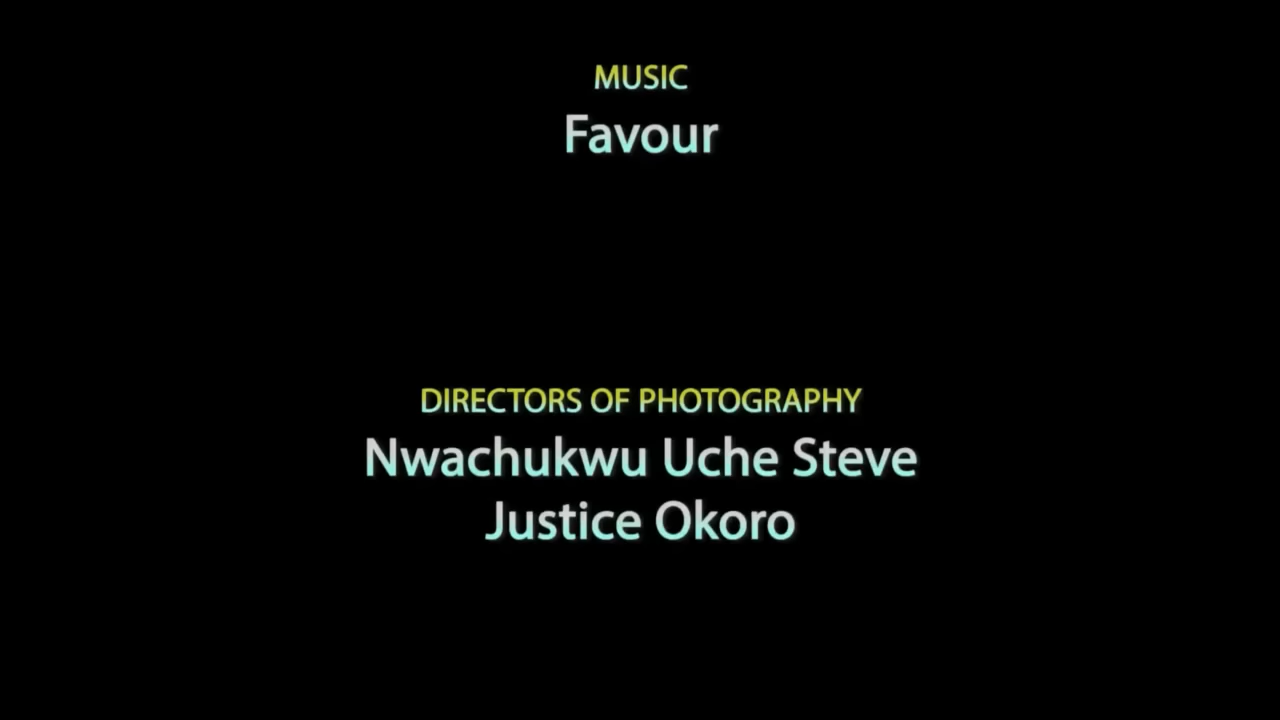 MUSIC
Favour
DIRECTORS OF PHOTOGRAPHY
Nwachukwu Uche Steve
Justice Okoro